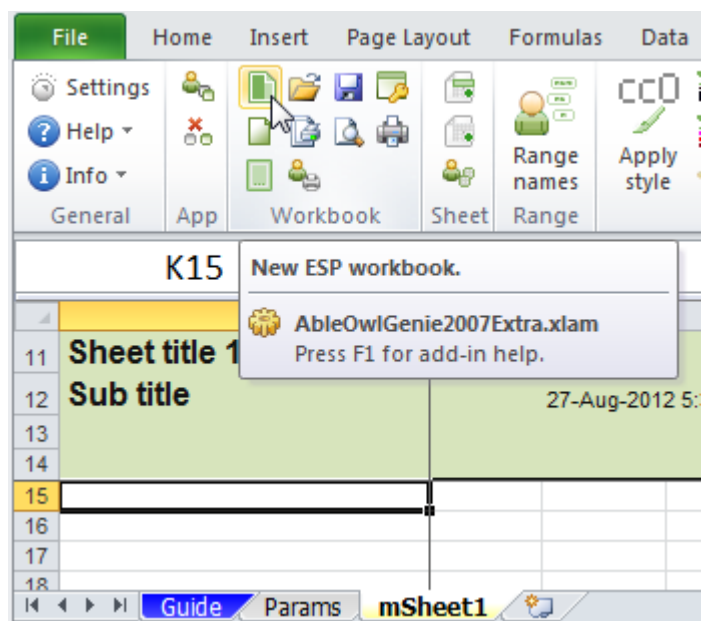 File Home Insert Page Layout Formulas Data
Settings
Help
Info
Range names
Apply style
General App Workbook Sheet Range
K15
New ESP workbook.
AbleOwlGenie2007Extra.xlam
Press F1 for add-in help.
11 Sheet title 1
12 Sub title 27-Aug-2012 5:
13
14
15
16
17
18
Guide Params mSheet1